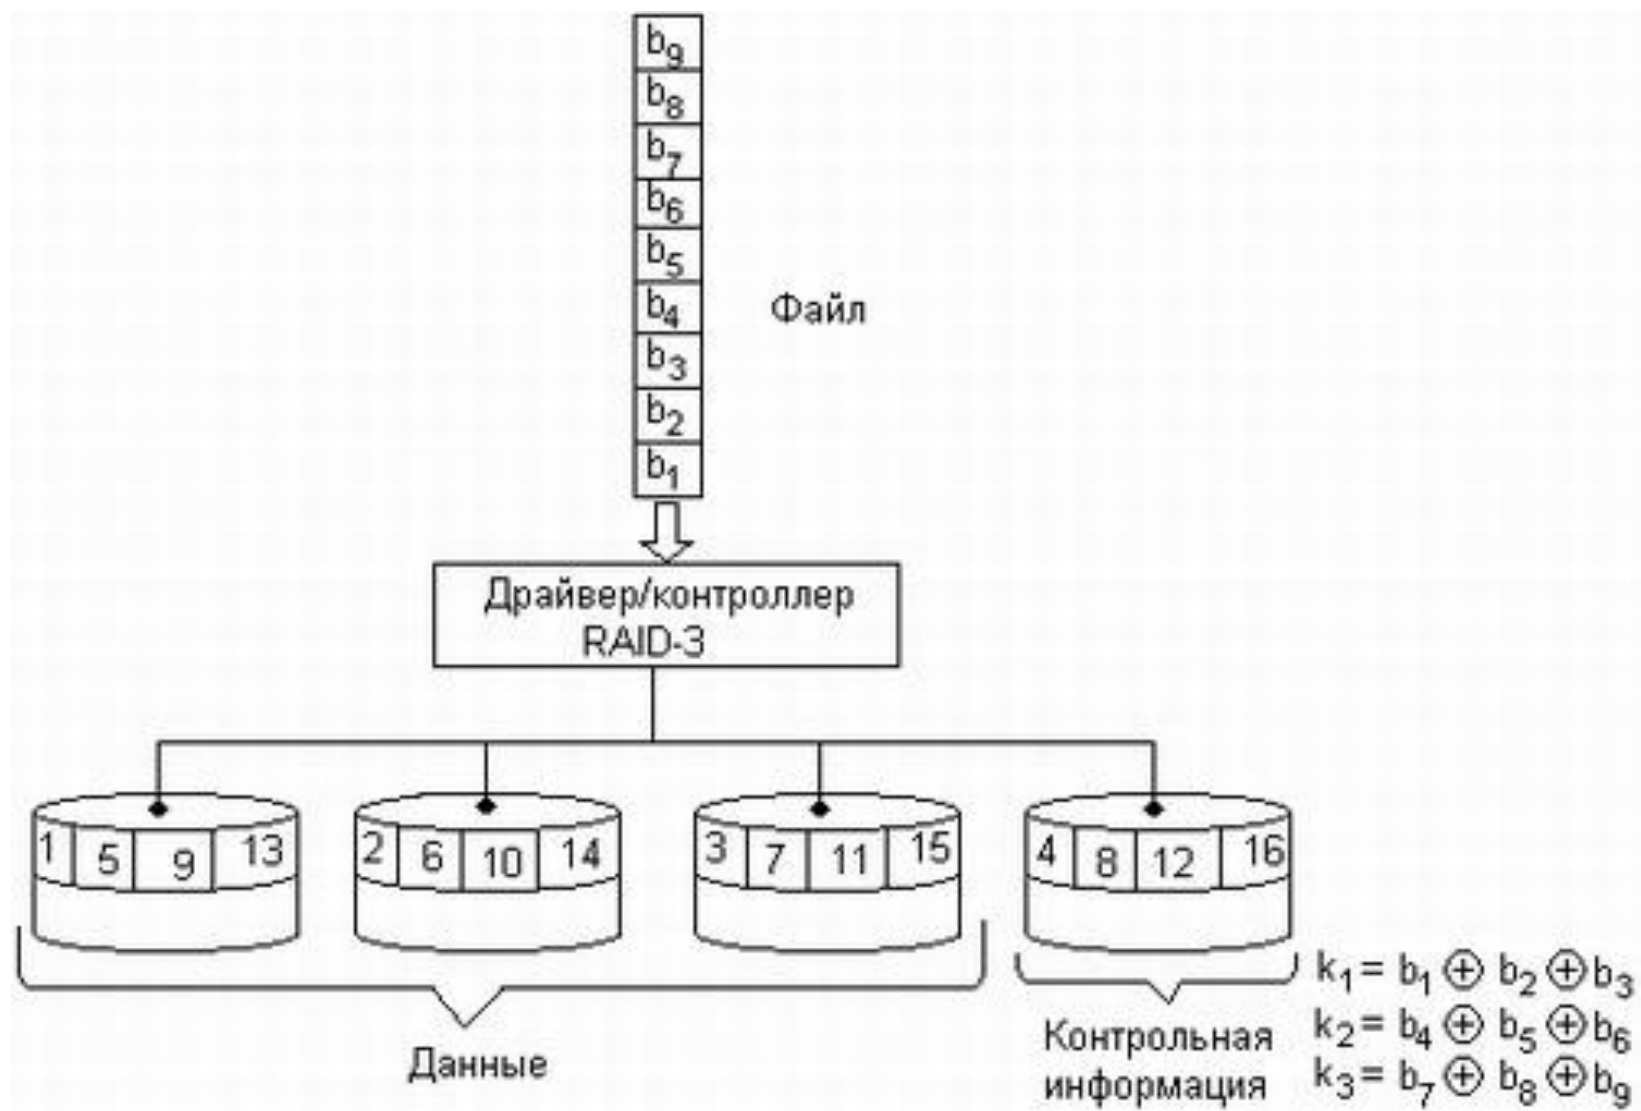 b₉
b₈
b₇
b₆
b₅
b₄
Файл
b₃
b₂
b₁
Драйвер/контроллер
RAID-3
1 5 9 13 2 6 10 14 3 7 11 15 4 8 12 16
Данные
Контрольная
информация
k₁ = b₁ ⊕ b₂ ⊕ b₃
k₂ = b₄ ⊕ b₅ ⊕ b₆
k₃ = b₇ ⊕ b₈ ⊕ b₉